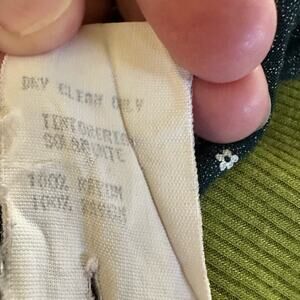 DRY CLEAN ONLY
TINTORERIA
SOLAMENTE
100% RAYON
100% RAYON